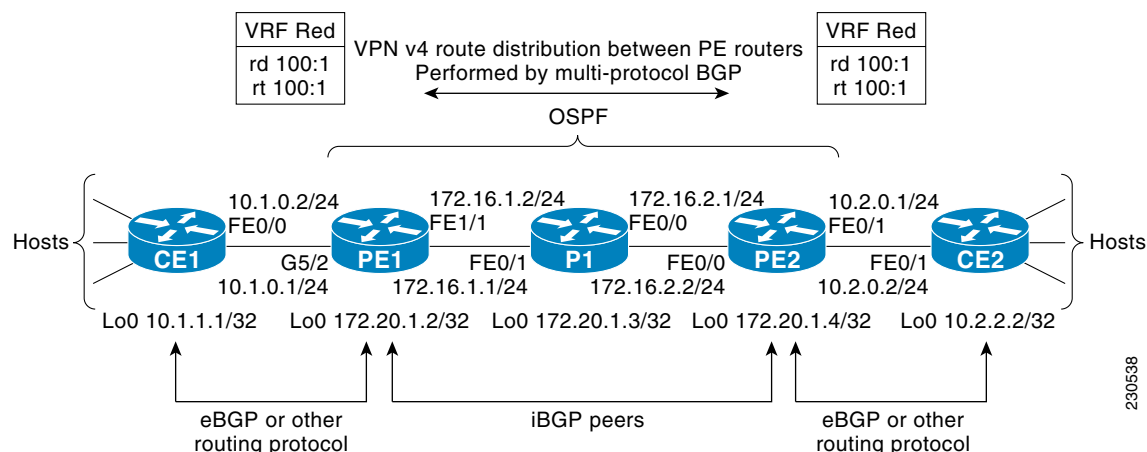 VRF Red
rd 100:1
rt 100:1
VPN v4 route distribution between PE routers
Performed by multi-protocol BGP
VRF Red
rd 100:1
rt 100:1
OSPF
10.1.0.2/24
FE0/0
172.16.1.2/24
FE1/1
172.16.2.1/24
FE0/0
10.2.0.1/24
FE0/1
Hosts
CE1
PE1
P1
PE2
CE2
Hosts
G5/2
10.1.0.1/24
FE0/1
172.16.1.1/24
FE0/0
172.16.2.2/24
FE0/1
10.2.0.2/24
Lo0 10.1.1.1/32
Lo0 172.20.1.2/32
Lo0 172.20.1.3/32
Lo0 172.20.1.4/32
Lo0 10.2.2.2/32
eBGP or other
routing protocol
iBGP peers
eBGP or other
routing protocol
230538